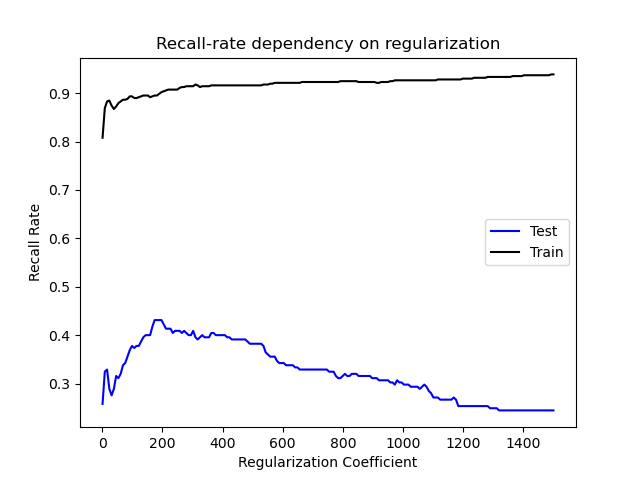 Recall-rate dependency on regularization
0.9
0.8
0.7
0.6
0.5
0.4
0.3
Recall Rate
Test
Train
0 200 400 600 800 1000 1200 1400
Regularization Coefficient